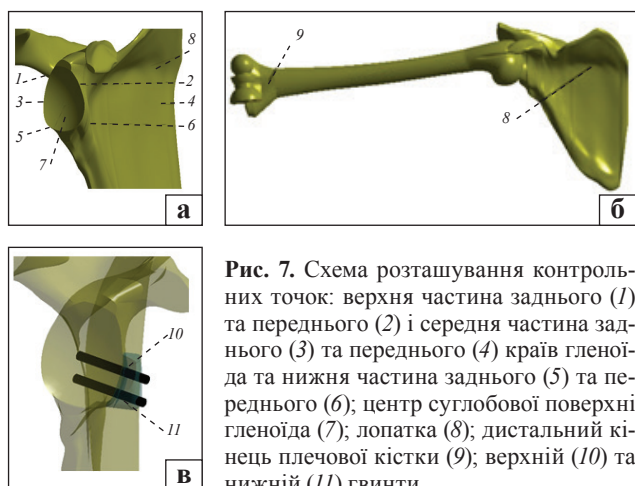 8
1
2
3
4
5
6
7
а
9
8
б
10
11
в
Рис. 7. Схема розташування контроль-
них точок: верхня частина заднього (1)
та переднього (2) і середня частина зад-
нього (3) та переднього (4) країв гленої-
да та нижня частина заднього (5) та пе-
реднього (6); центр суглобової поверхні
гленоїда (7); лопатка (8); дистальний кі-
нець плечової кістки (9); верхній (10) та
нижній (11) гвинти